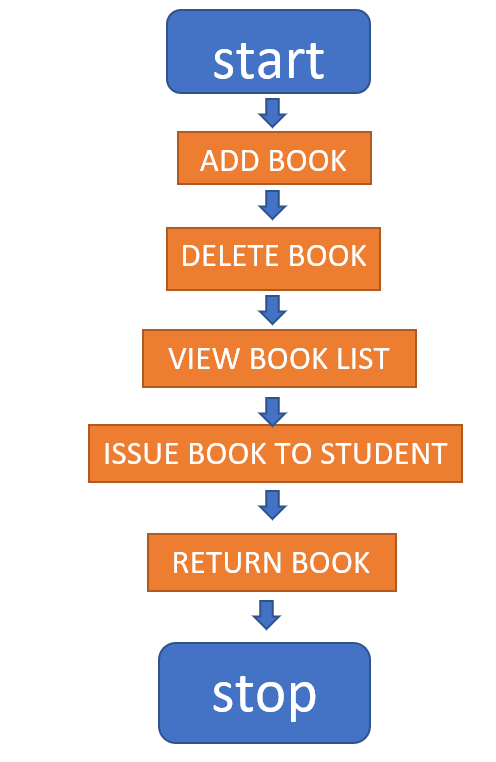 start
ADD BOOK
DELETE BOOK
VIEW BOOK LIST
ISSUE BOOK TO STUDENT
RETURN BOOK
stop